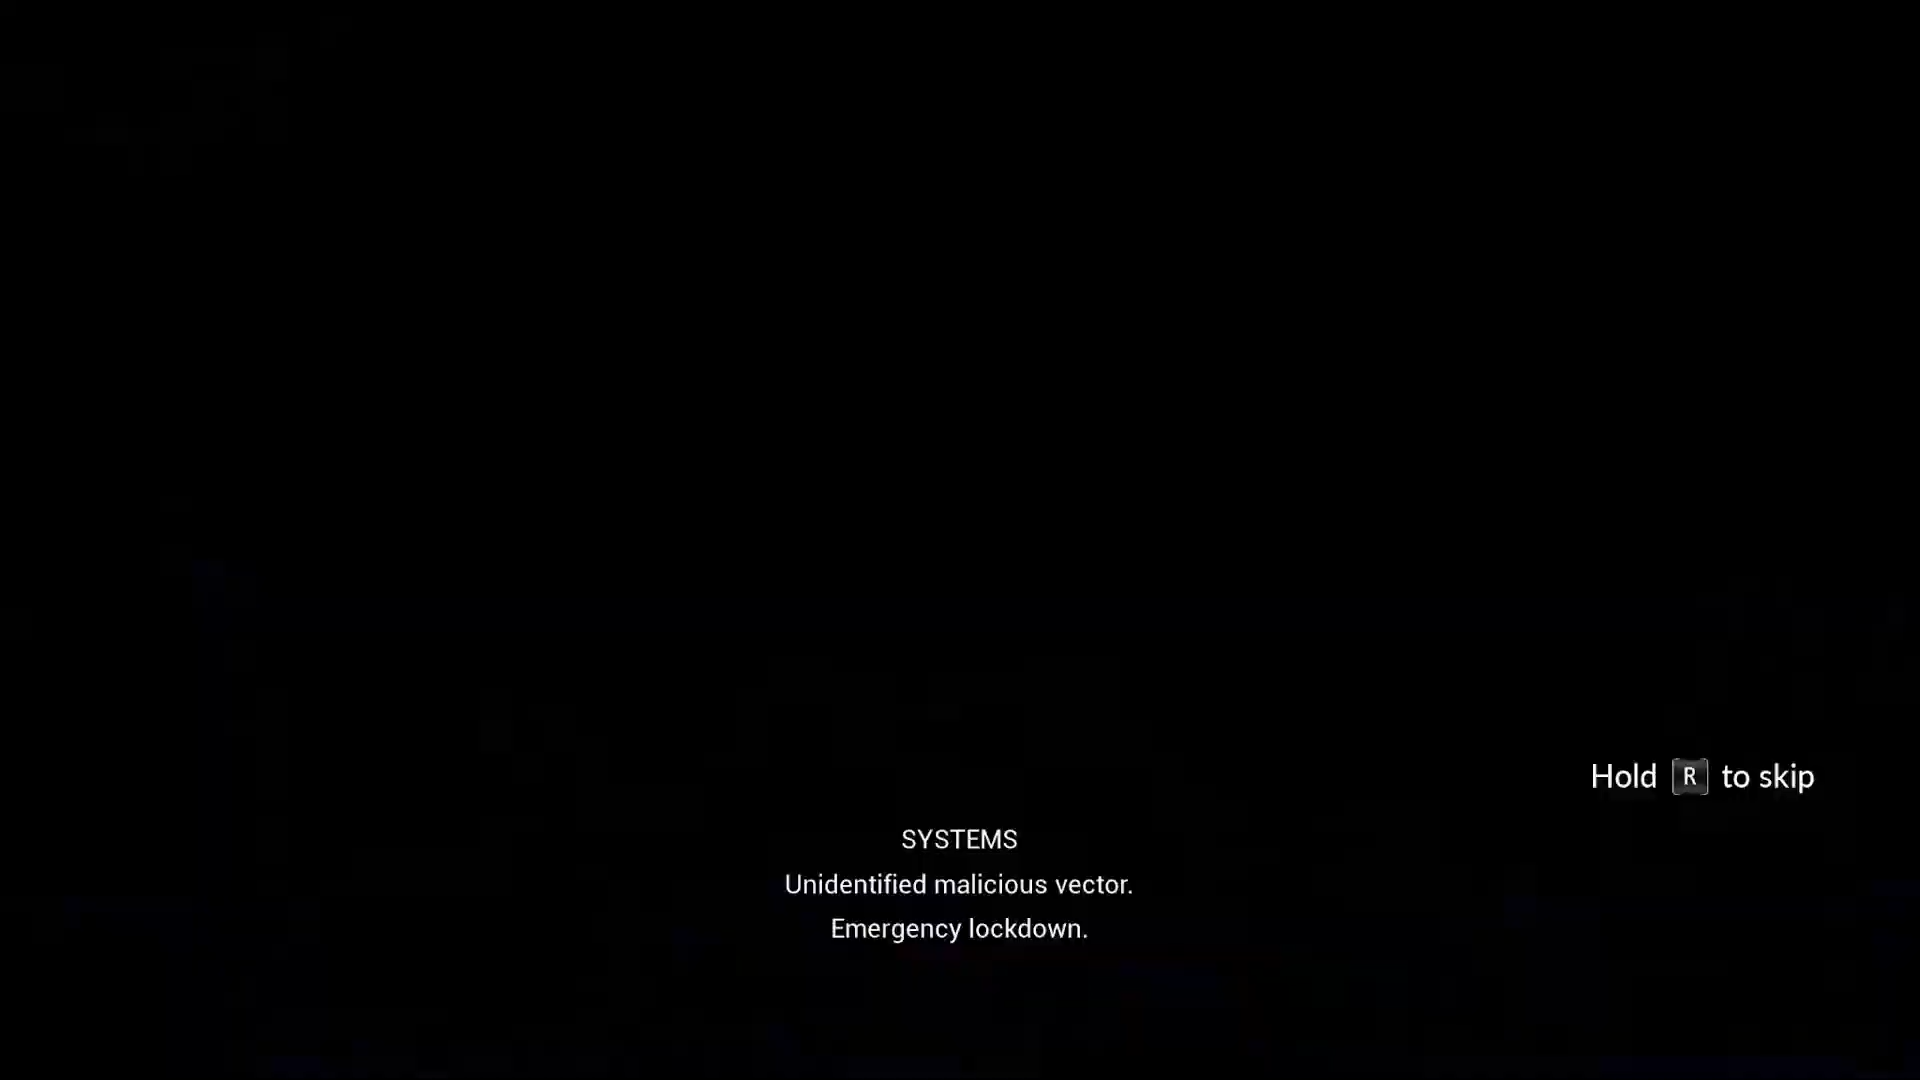 Hold R to skip
SYSTEMS
Unidentified malicious vector.
Emergency lockdown.